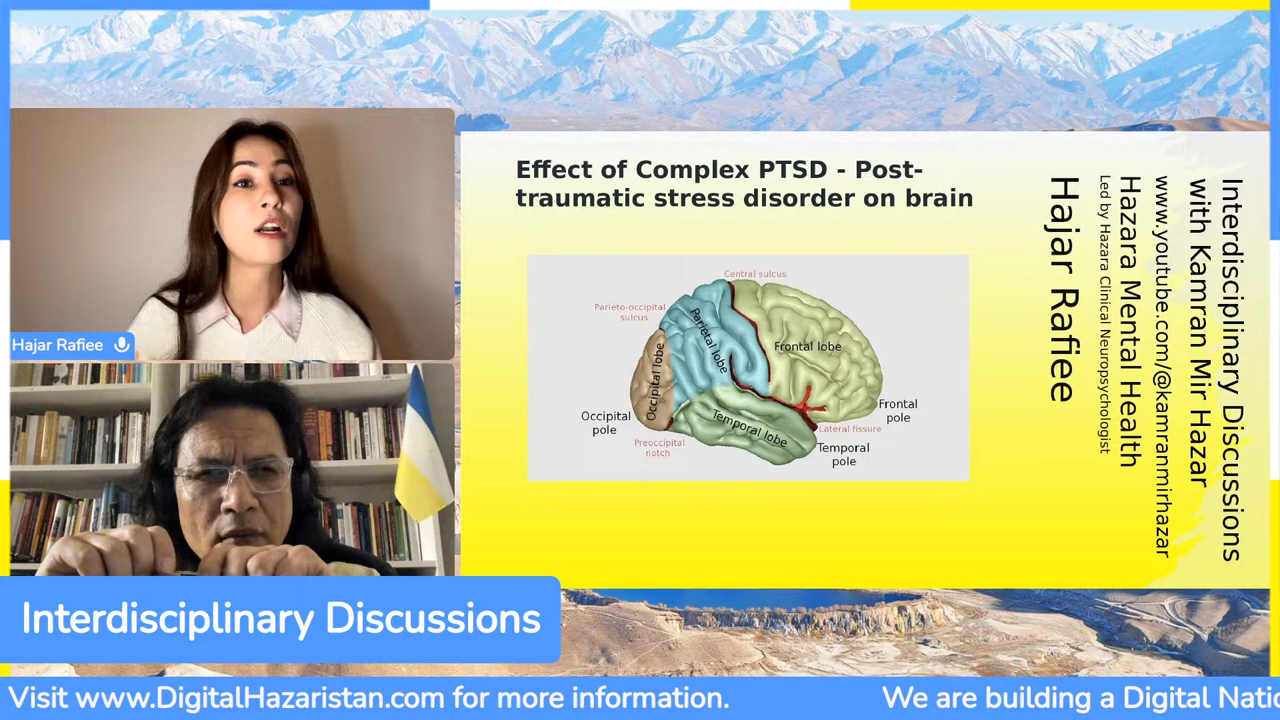 Effect of Complex PTSD - Post-
traumatic stress disorder on brain
Central sulcus
Parieto-occipital
sulcus
Parietal lobe
Frontal lobe
Occipital lobe
Temporal lobe
Occipital
pole
Frontal
pole
Lateral fissure
Preoccipital
notch
Temporal
pole
Interdisciplinary Discussions
with Kamran Mir Hazar
www.youtube.com/@kamranmirhazar
Hazara Mental Health
Led by Hazara Clinical Neuropsychologist
Hajar Rafiee
Hajar Rafiee
Interdisciplinary Discussions
Visit www.DigitalHazaristan.com for more information.
We are building a Digital Natio